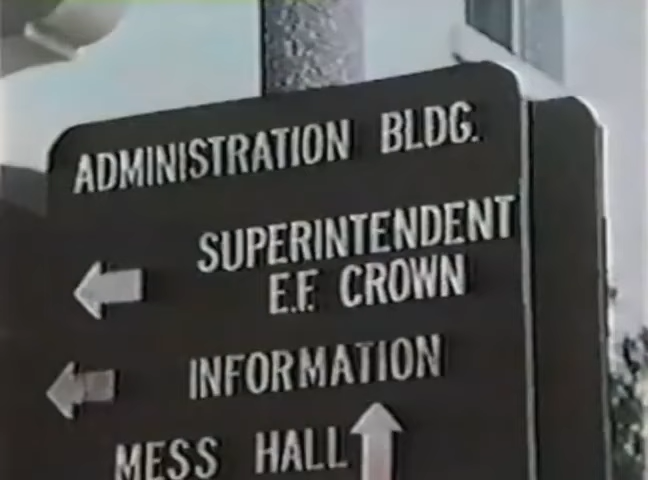 ADMINISTRATION BLDG.
SUPERINTENDENT
E.F. CROWN
INFORMATION
MESS HALL